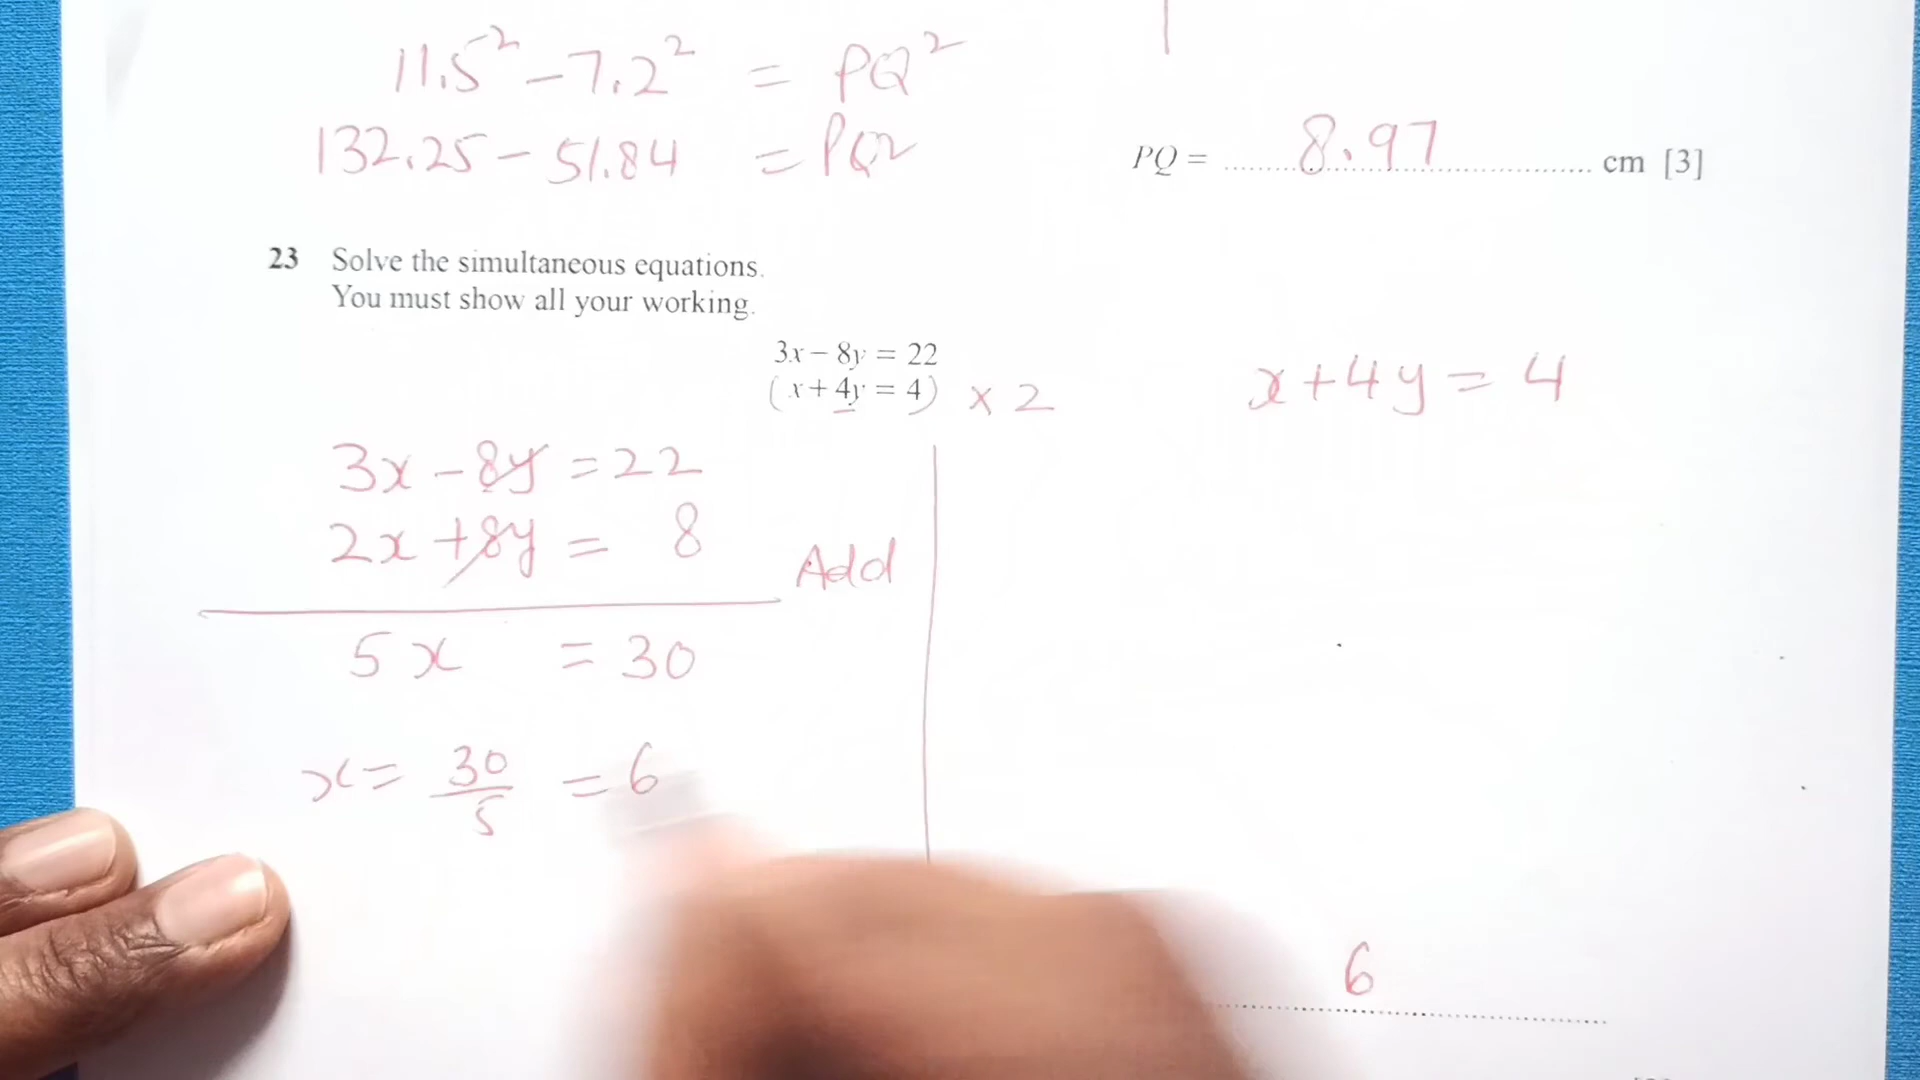 11.5² - 7.2² = PQ²
132.25 - 51.84 = PQ²
PQ = ........ 8.97 ........ cm [3]
23 Solve the simultaneous equations.
You must show all your working.
3x - 8y = 22
(x + 4y = 4) × 2
x + 4y = 4
3x - 8y = 22
2x + 8y = 8
Add
5x = 30
x = 30/5 = 6
6